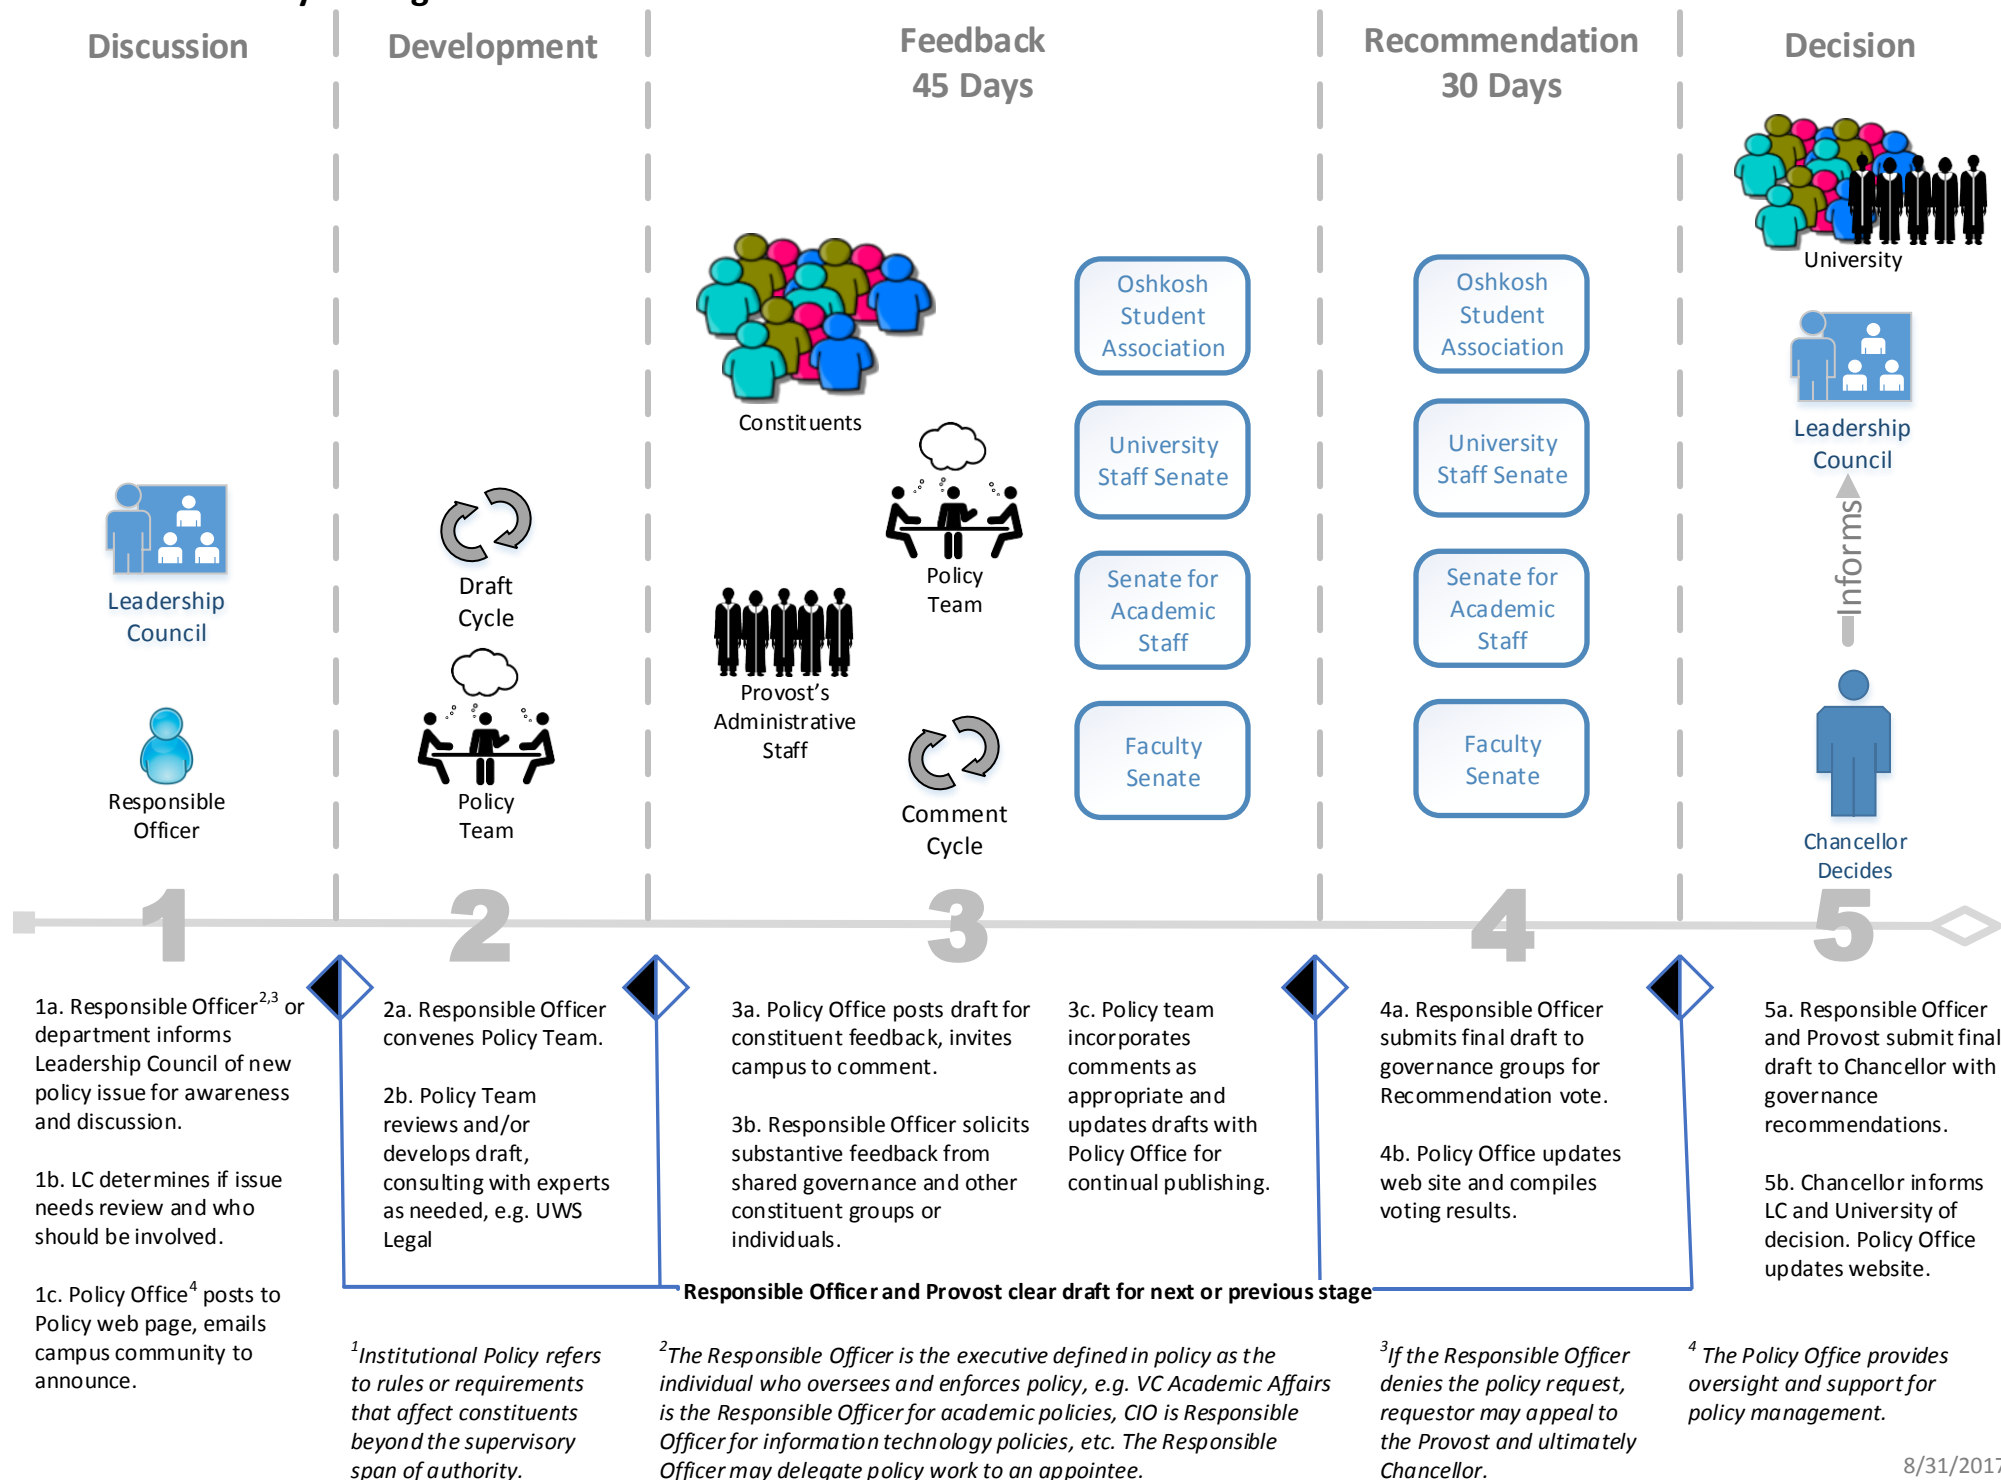 Discussion
Development
Feedback
45 Days
Recommendation
30 Days
Decision
Leadership
Council
Responsible
Officer
Draft
Cycle
Policy
Team
Constituents
Policy
Team
Provost's
Administrative
Staff
Comment
Cycle
Oshkosh
Student
Association
University
Staff Senate
Senate for
Academic
Staff
Faculty
Senate
Oshkosh
Student
Association
University
Staff Senate
Senate for
Academic
Staff
Faculty
Senate
University
Leadership
Council
Informs
Chancellor
Decides
1
2
3
4
5
1a. Responsible Officer2,3 or
department informs
Leadership Council of new
policy issue for awareness
and discussion.
1b. LC determines if issue
needs review and who
should be involved.
1c. Policy Office4 posts to
Policy web page, emails
campus community to
announce.
2a. Responsible Officer
convenes Policy Team.
2b. Policy Team
reviews and/or
develops draft,
consulting with experts
as needed, e.g. UWS
Legal
3a. Policy Office posts draft for
constituent feedback, invites
campus to comment.
3b. Responsible Officer solicits
substantive feedback from
shared governance and other
constituent groups or
individuals.
3c. Policy team
incorporates
comments as
appropriate and
updates drafts with
Policy Office for
continual publishing.
4a. Responsible Officer
submits final draft to
governance groups for
Recommendation vote.
4b. Policy Office updates
web site and compiles
voting results.
5a. Responsible Officer
and Provost submit final
draft to Chancellor with
governance
recommendations.
5b. Chancellor informs
LC and University of
decision. Policy Office
updates website.
Responsible Officer and Provost clear draft for next or previous stage
1Institutional Policy refers
to rules or requirements
that affect constituents
beyond the supervisory
span of authority.
2The Responsible Officer is the executive defined in policy as the
individual who oversees and enforces policy, e.g. VC Academic Affairs
is the Responsible Officer for academic policies, CIO is Responsible
Officer for information technology policies, etc. The Responsible
Officer may delegate policy work to an appointee.
3If the Responsible Officer
denies the policy request,
requestor may appeal to
the Provost and ultimately
Chancellor.
4 The Policy Office provides
oversight and support for
policy management.
8/31/2017